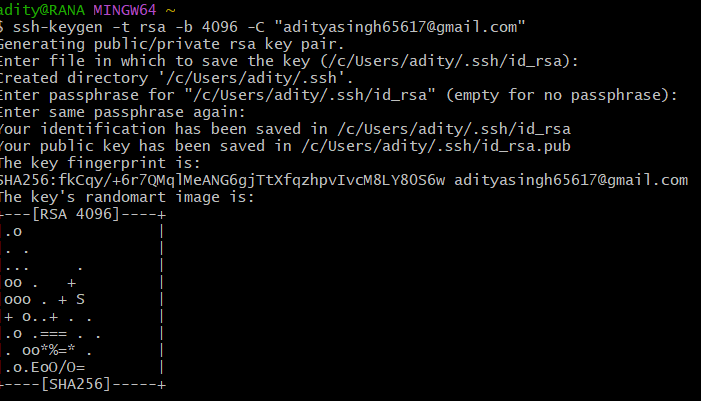 adity@RANA MINGW64 ~
$ ssh-keygen -t rsa -b 4096 -C "adityasingh65617@gmail.com"
Generating public/private rsa key pair.
Enter file in which to save the key (/c/Users/adity/.ssh/id_rsa):
Created directory '/c/Users/adity/.ssh'.
Enter passphrase for "/c/Users/adity/.ssh/id_rsa" (empty for no passphrase):
Enter same passphrase again:
Your identification has been saved in /c/Users/adity/.ssh/id_rsa
Your public key has been saved in /c/Users/adity/.ssh/id_rsa.pub
The key fingerprint is:
SHA256:fkCqy/+6r7QMqlMeANG6gjTtXfqzhpvIvcM8LY8OS6w adityasingh65617@gmail.com
The key's randomart image is:
+---[RSA 4096]----+
|.o               |
|. .              |
|...     .        |
|oo .   +         |
|ooo . + S        |
|+ o..+ . .       |
|.o .=== . .      |
|. oo*%=* .       |
|.o.EoO/O=        |
+----[SHA256]-----+